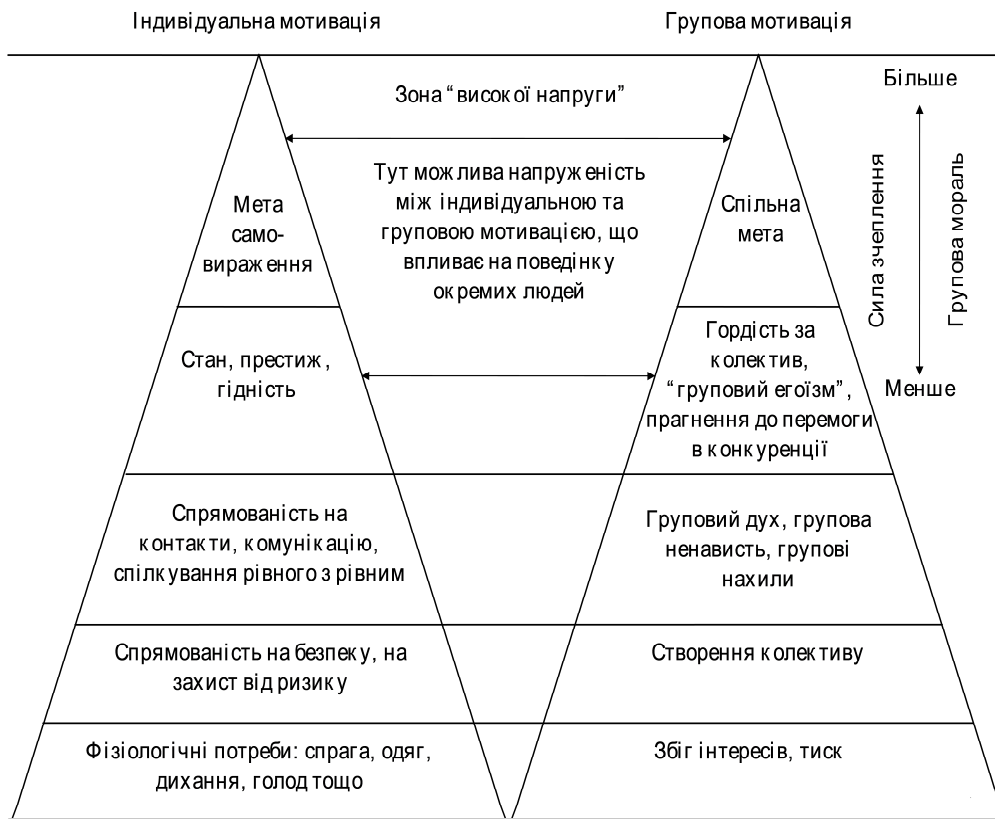 Індивідуальна мотивація
Групова мотивація
Зона “високої напруги”
Більше
Тут можлива напруженість
між індивідуальною та
груповою мотивацією, що
впливає на поведінку
окремих людей
Мета
само-
вираження
Спільна
мета
Сила зчеплення
Групова мораль
Менше
Стан, престиж,
гідність
Гордість за
колектив,
“груповий егоїзм”,
прагнення до перемоги
в конкуренції
Спрямованість на
контакти, комунікацію,
спілкування рівного з рівним
Груповий дух, групова
ненависть, групові
нахили
Спрямованість на безпеку, на
захист від ризику
Створення колективу
Фізіологічні потреби: спрага, одяг,
дихання, голод тощо
Збіг інтересів, тиск